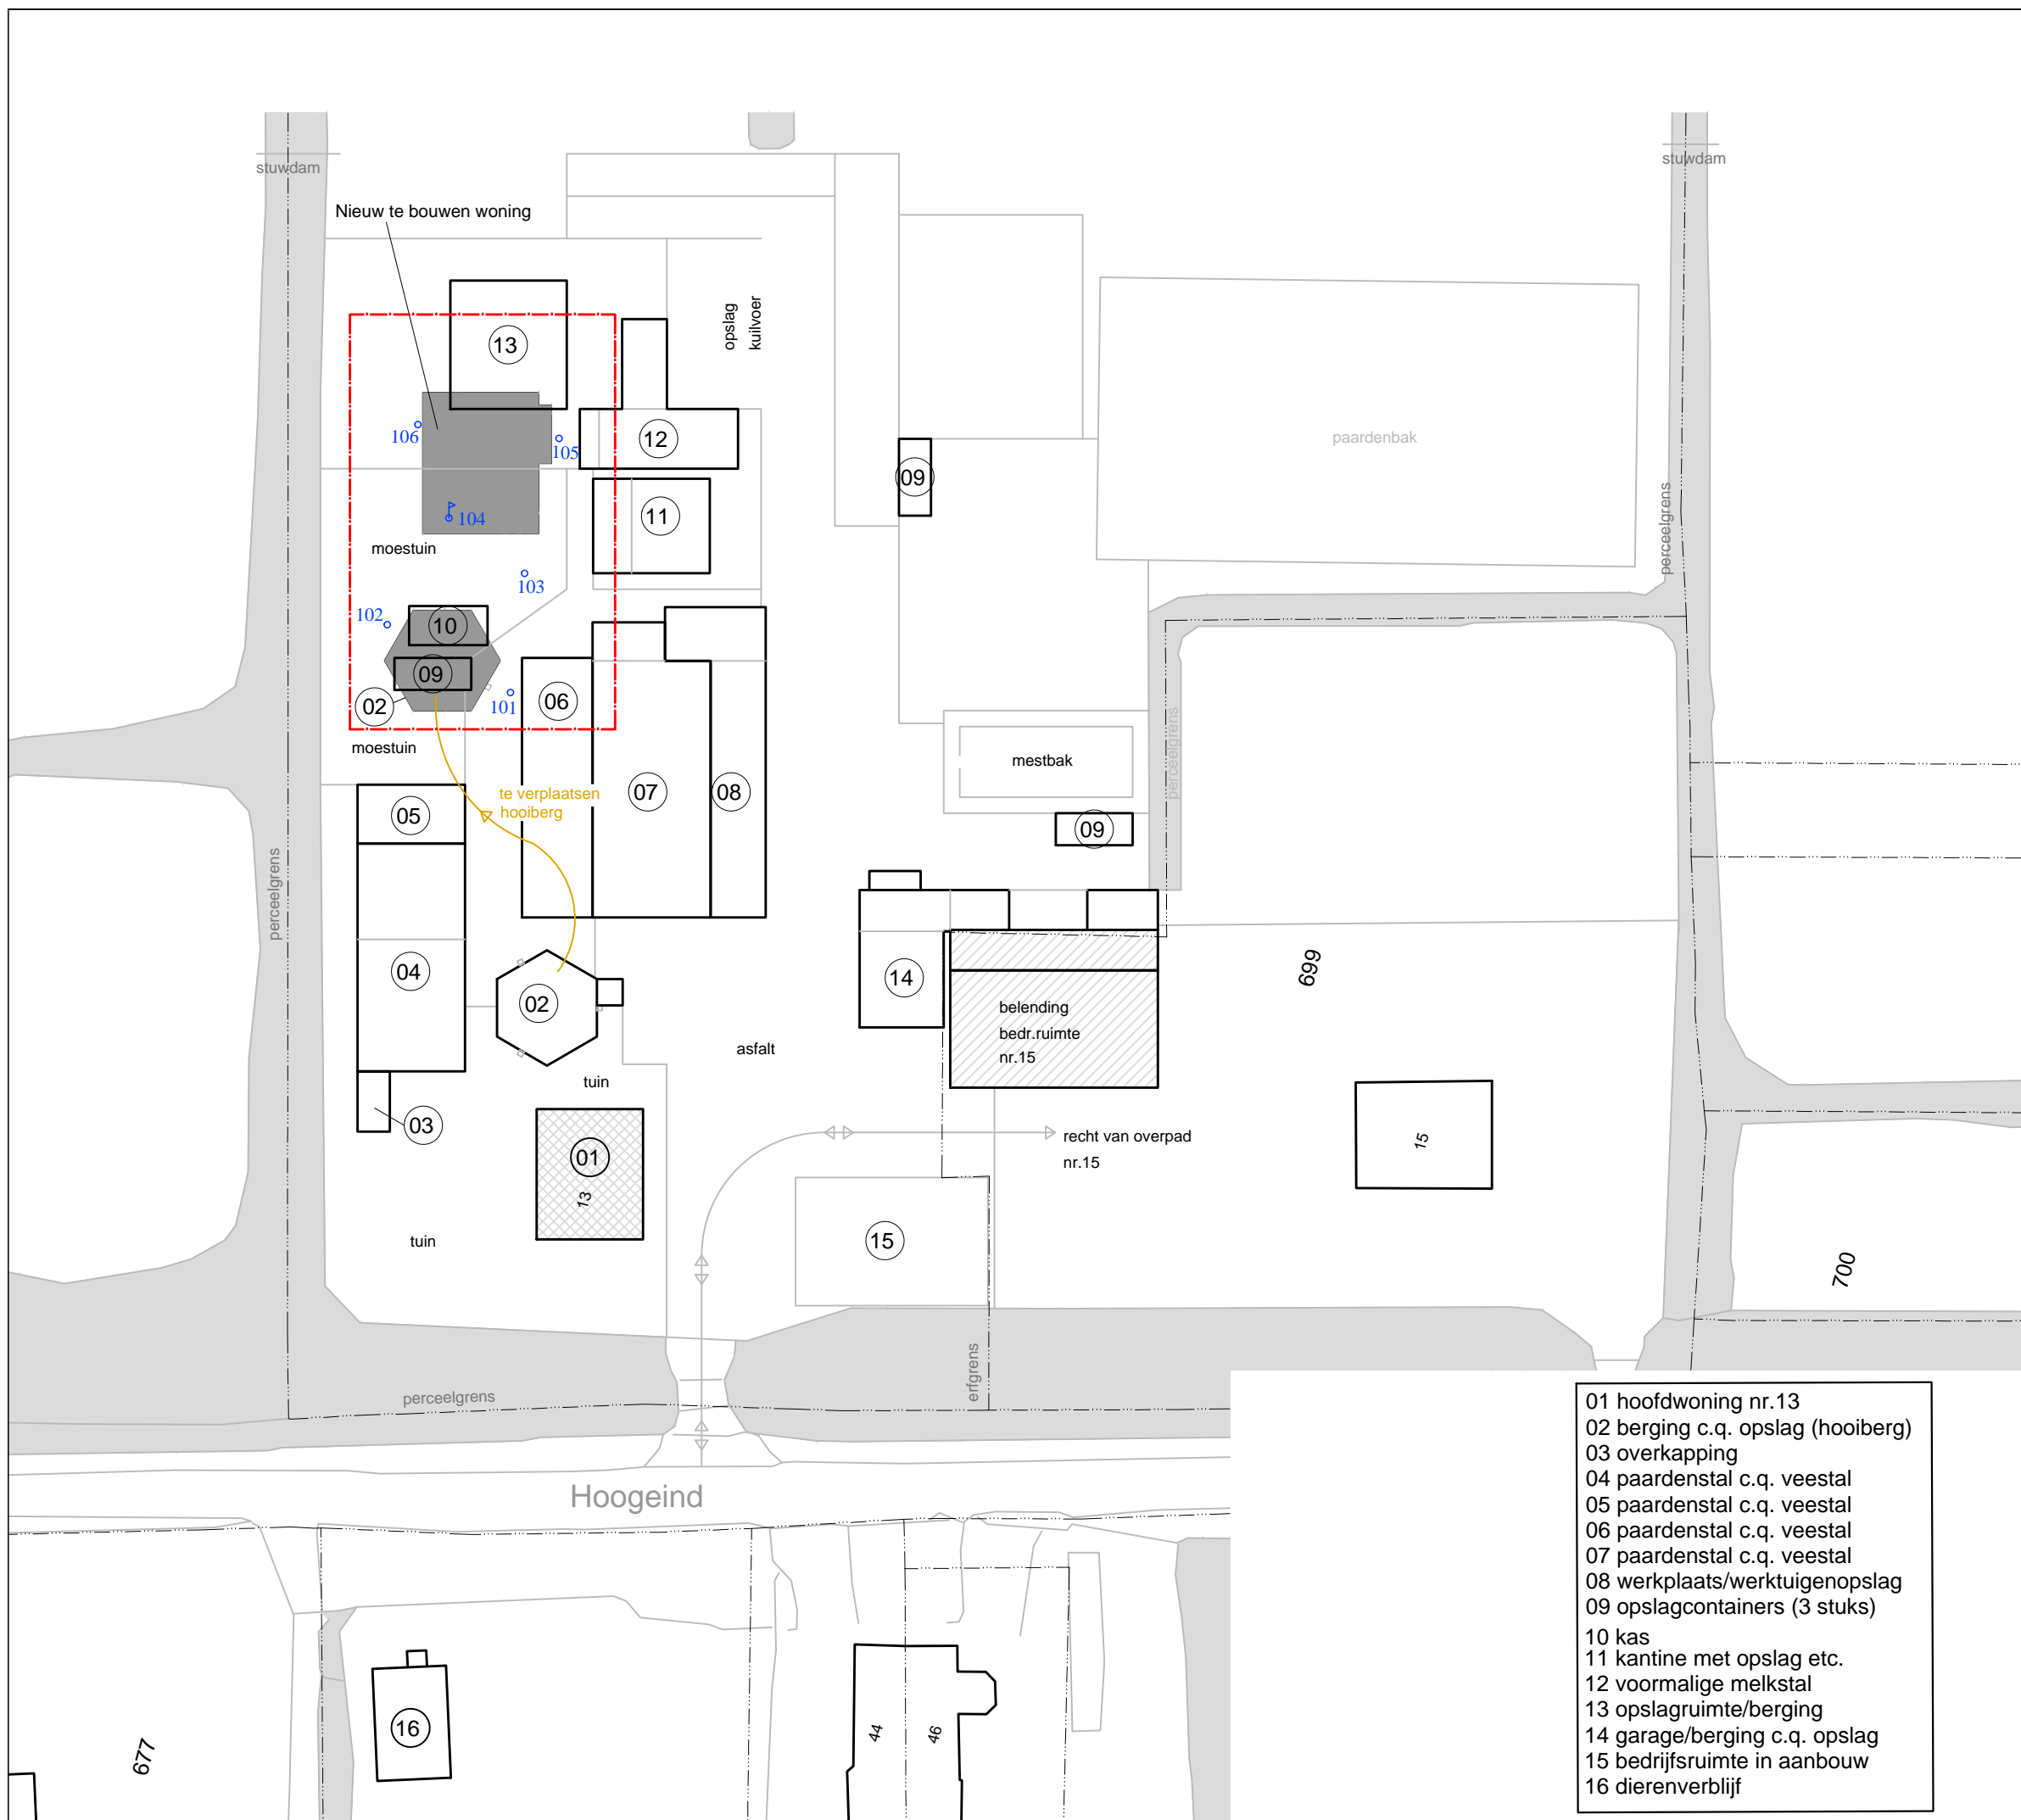 stuwdam
stuwdam
Nieuw te bouwen woning
opslag
kuilvoer
13
106
105
12
paardenbak
09
104
11
perceelgrens
moestuin
103
102
10
09
02
101
06
moestuin
perceelgrens
mestbak
te verplaatsen
hooiberg
07
08
05
09
perceelgrens
04
02
14
699
belending
bedr.ruimte
nr.15
asfalt
tuin
03
recht van overpad
nr.15
15
01
13
tuin
15
700
erfgrens
perceelgrens
Hoogeind
01 hoofdwoning nr.13
02 berging c.q. opslag (hooiberg)
03 overkapping
04 paardenstal c.q. veestal
05 paardenstal c.q. veestal
06 paardenstal c.q. veestal
07 paardenstal c.q. veestal
08 werkplaats/werktuigenopslag
09 opslagcontainers (3 stuks)
10 kas
11 kantine met opslag etc.
12 voormalige melkstal
13 opslagruimte/berging
14 garage/berging c.q. opslag
15 bedrijfsruimte in aanbouw
16 dierenverblijf
677
16
44
46